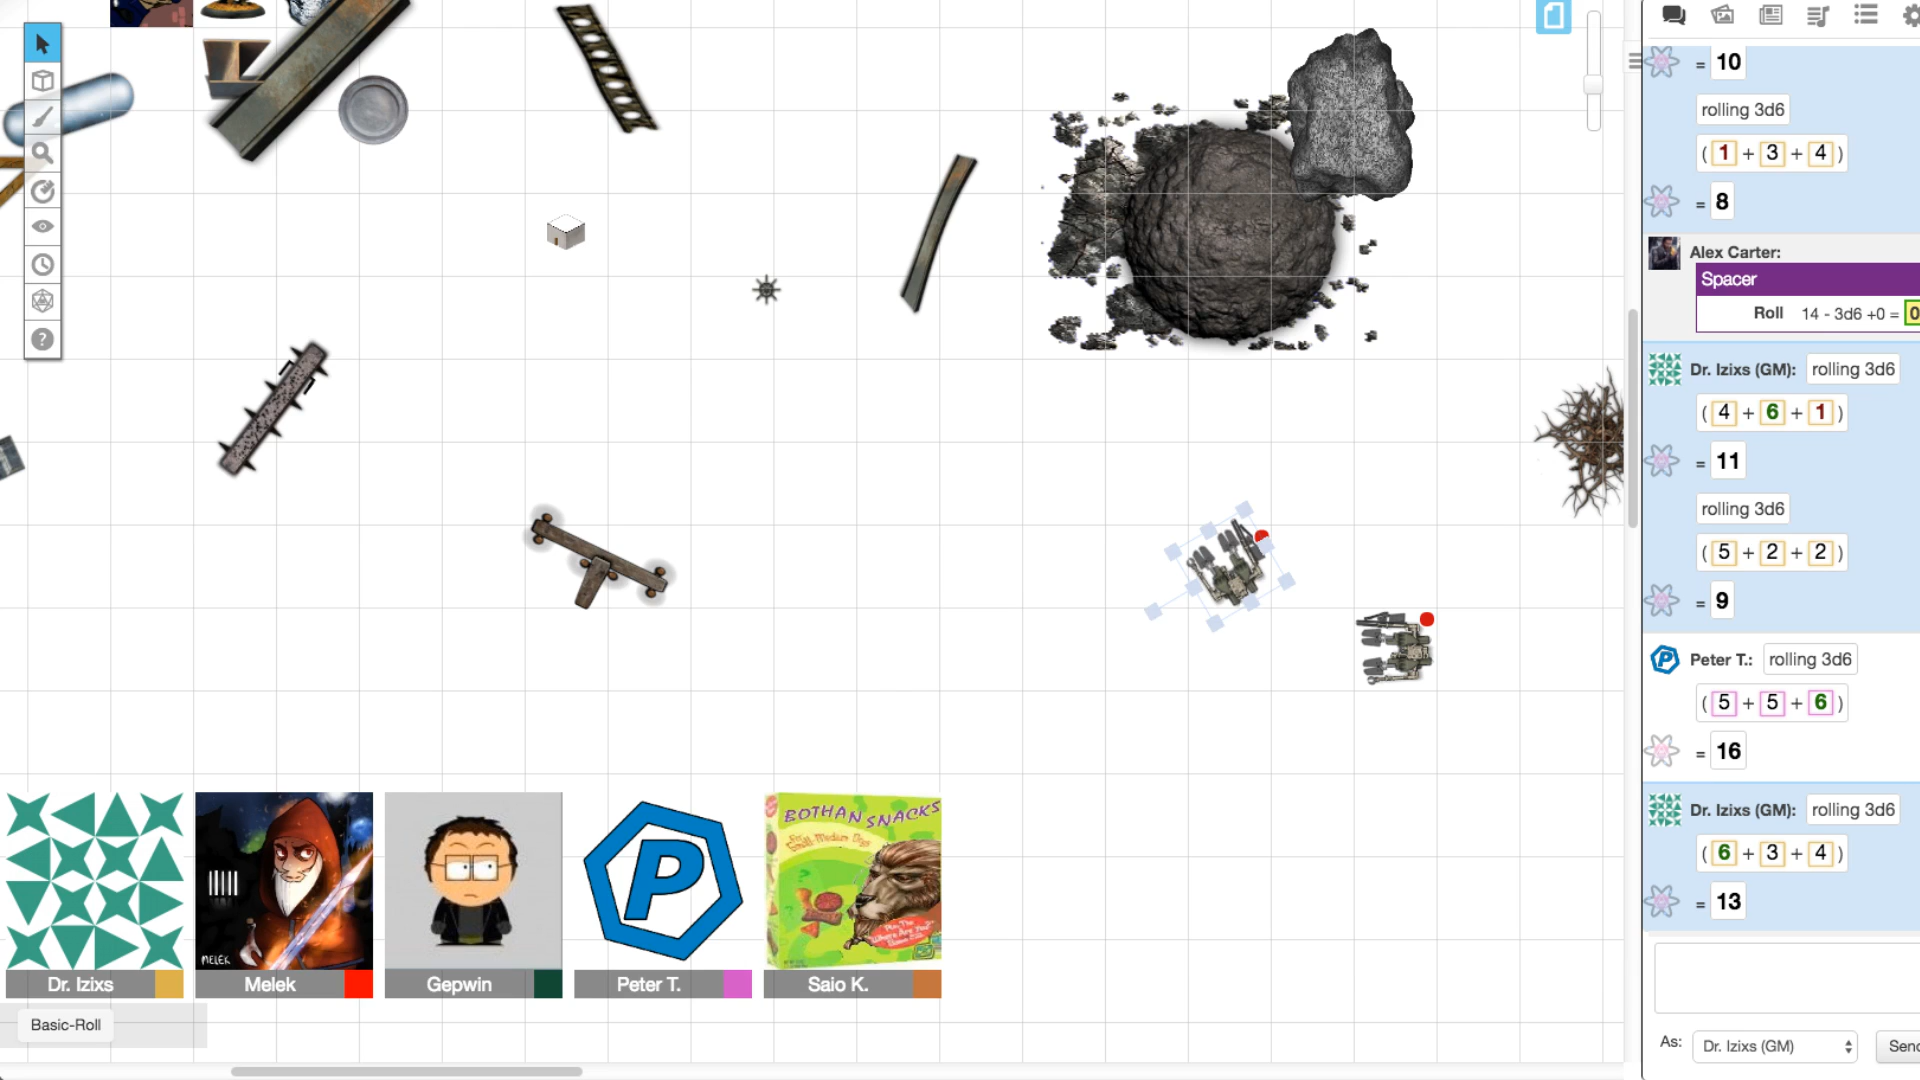 = 10
rolling 3d6
( 1 + 3 + 4 )
= 8
Alex Carter:
Spacer
Roll 14 - 3d6 +0 = 0
Dr. Izixs (GM): rolling 3d6
( 4 + 6 + 1 )
= 11
rolling 3d6
( 5 + 2 + 2 )
= 9
Peter T.: rolling 3d6
( 5 + 5 + 6 )
= 16
Dr. Izixs (GM): rolling 3d6
( 6 + 3 + 4 )
= 13
As: Dr. Izixs (GM) Send
MELEK
P
BOTHAN SNACKS
Dr. Izixs
Melek
Gepwin
Peter T.
Saio K.
Basic-Roll